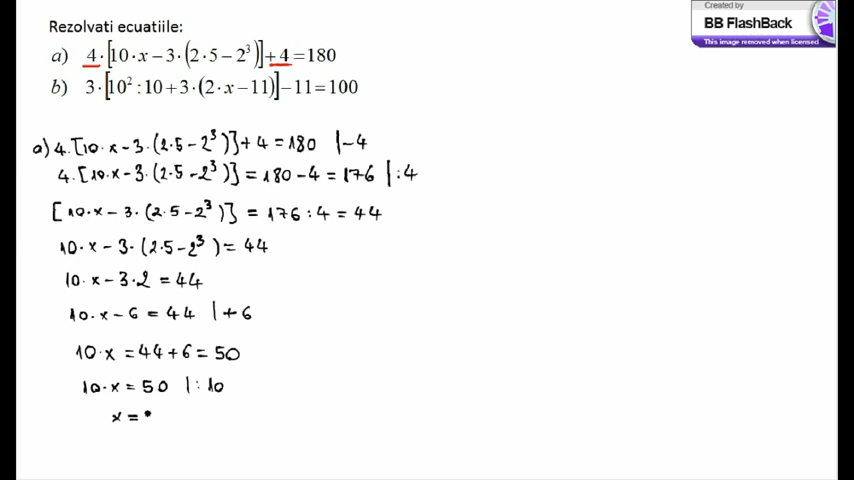 Rezolvati ecuatiile:
a) 4·[10·x−3·(2·5−2³)]+4=180
b) 3·[10²:10+3·(2·x−11)]−11=100
a) 4·[10·x−3·(2·5−2³)]+4=180 |−4
4·[10·x−3·(2·5−2³)]=180−4=176 |:4
[10·x−3·(2·5−2³)]=176:4=44
10·x−3·(2·5−2³)=44
10·x−3·2=44
10·x−6=44 |+6
10·x=44+6=50
10·x=50 |:10
x=
Created by
BB FlashBack
This image removed when licensed